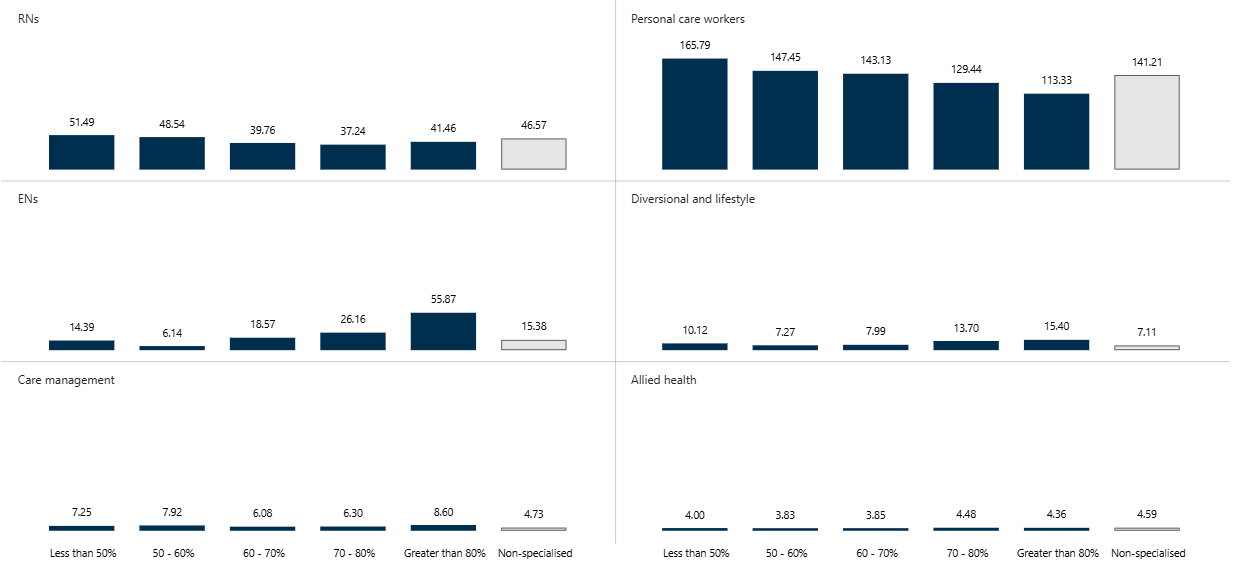 RNs
51.49
48.54
39.76
37.24
41.46
46.57
Personal care workers
165.79
147.45
143.13
129.44
113.33
141.21
ENs
14.39
6.14
18.57
26.16
55.87
15.38
Diversional and lifestyle
10.12
7.27
7.99
13.70
15.40
7.11
Care management
7.25
7.92
6.08
6.30
8.60
4.73
Less than 50%
50 - 60%
60 - 70%
70 - 80%
Greater than 80%
Non-specialised
Allied health
4.00
3.83
3.85
4.48
4.36
4.59
Less than 50%
50 - 60%
60 - 70%
70 - 80%
Greater than 80%
Non-specialised